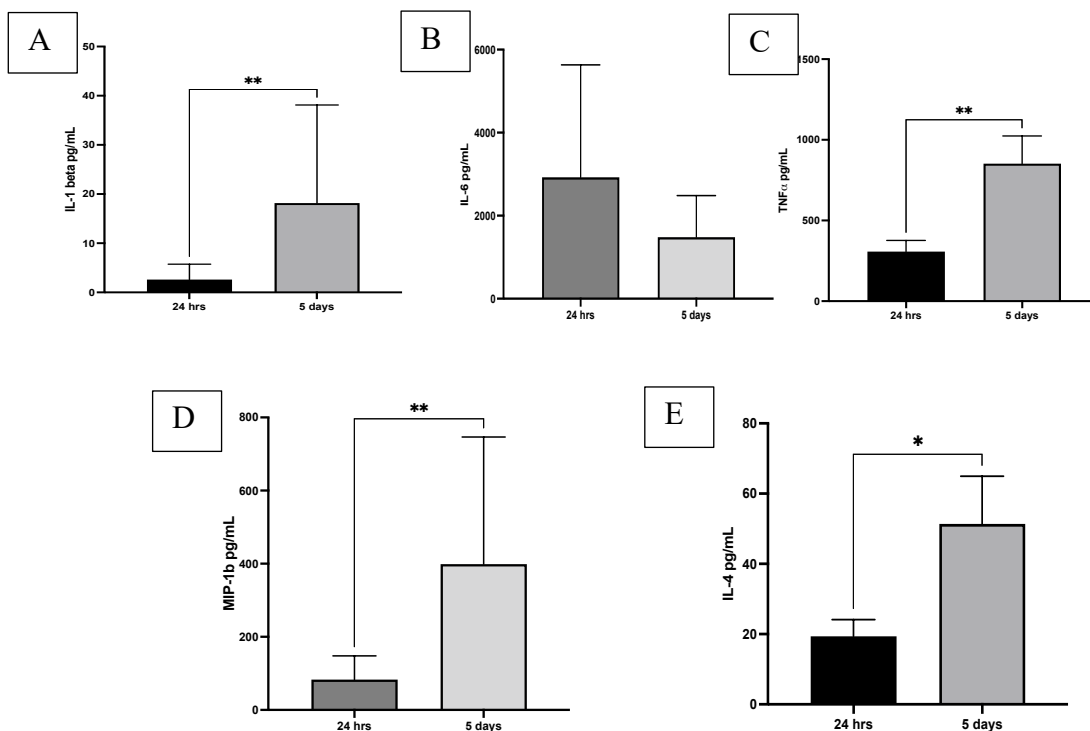 A
IL-1 beta pg/mL
50
40
30
20
10
0
**
24 hrs 5 days
B
IL-6 pg/mL
6000
4000
2000
0
24 hrs 5 days
C
TNFα pg/mL
1500
1000
500
0
**
24 hrs 5 days
D
MIP-1b pg/mL
800
600
400
200
0
**
24 hrs 5 days
E
IL-4 pg/mL
80
60
40
20
0
*
24 hrs 5 days